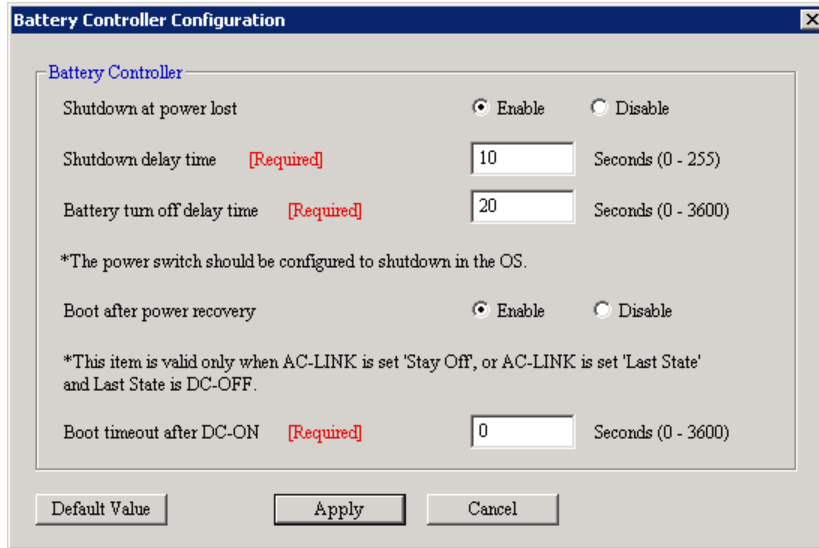 Battery Controller Configuration
Battery Controller
Shutdown at power lost Enable Disable
Shutdown delay time [Required] 10 Seconds (0 - 255)
Battery turn off delay time [Required] 20 Seconds (0 - 3600)
*The power switch should be configured to shutdown in the OS.
Boot after power recovery Enable Disable
*This item is valid only when AC-LINK is set 'Stay Off', or AC-LINK is set 'Last State'
and Last State is DC-OFF.
Boot timeout after DC-ON [Required] 0 Seconds (0 - 3600)
Default Value Apply Cancel